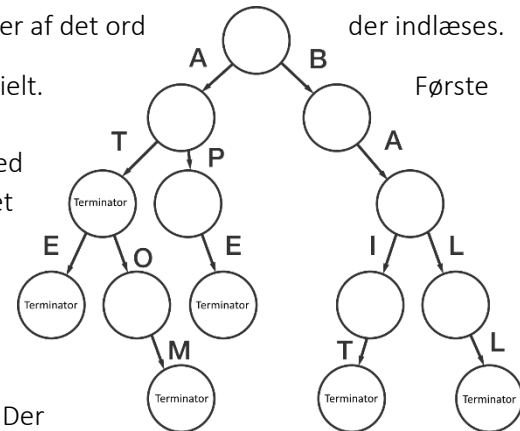 er af det ord der indlæses.
A B
ielt. Første
T P A
ed
Terminator
et
E O E I L
Terminator Terminator
M T L
Terminator Terminator Terminator
Der